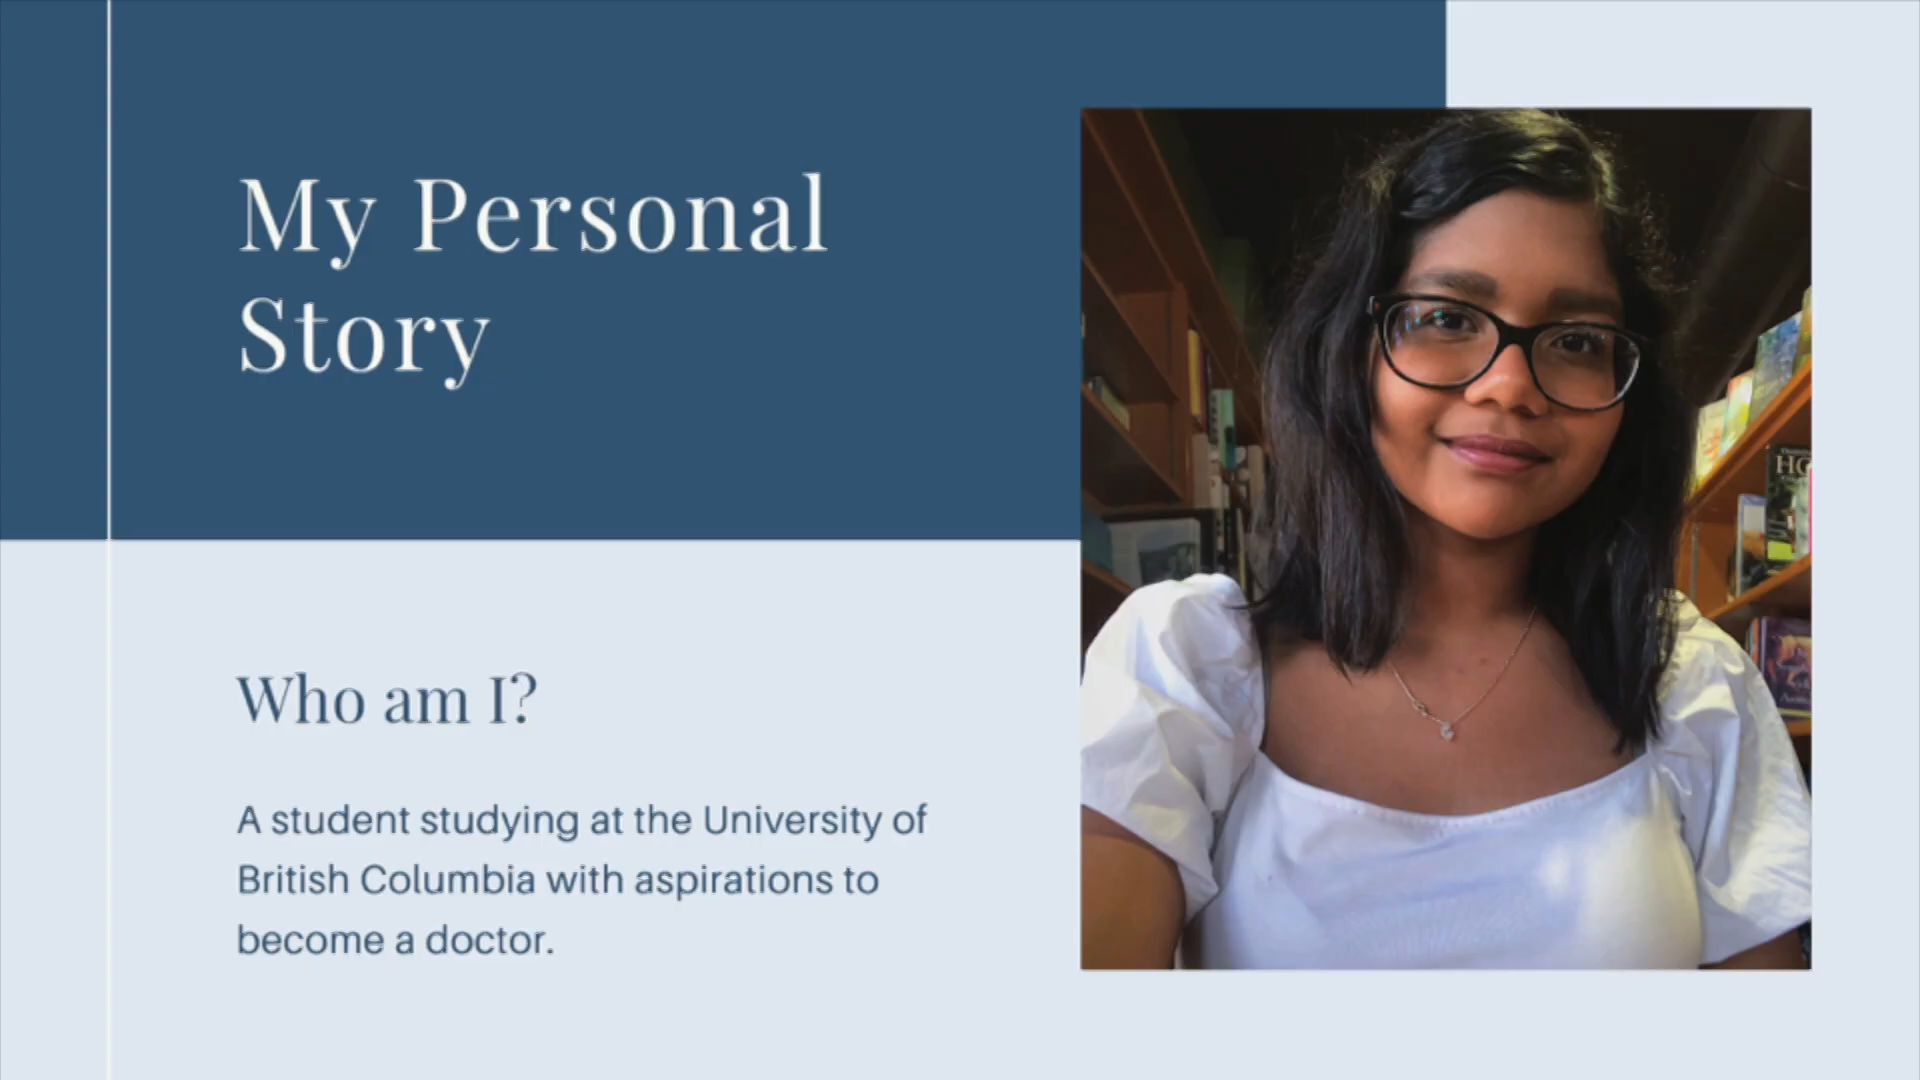 My Personal
Story
Who am I?
A student studying at the University of
British Columbia with aspirations to
become a doctor.